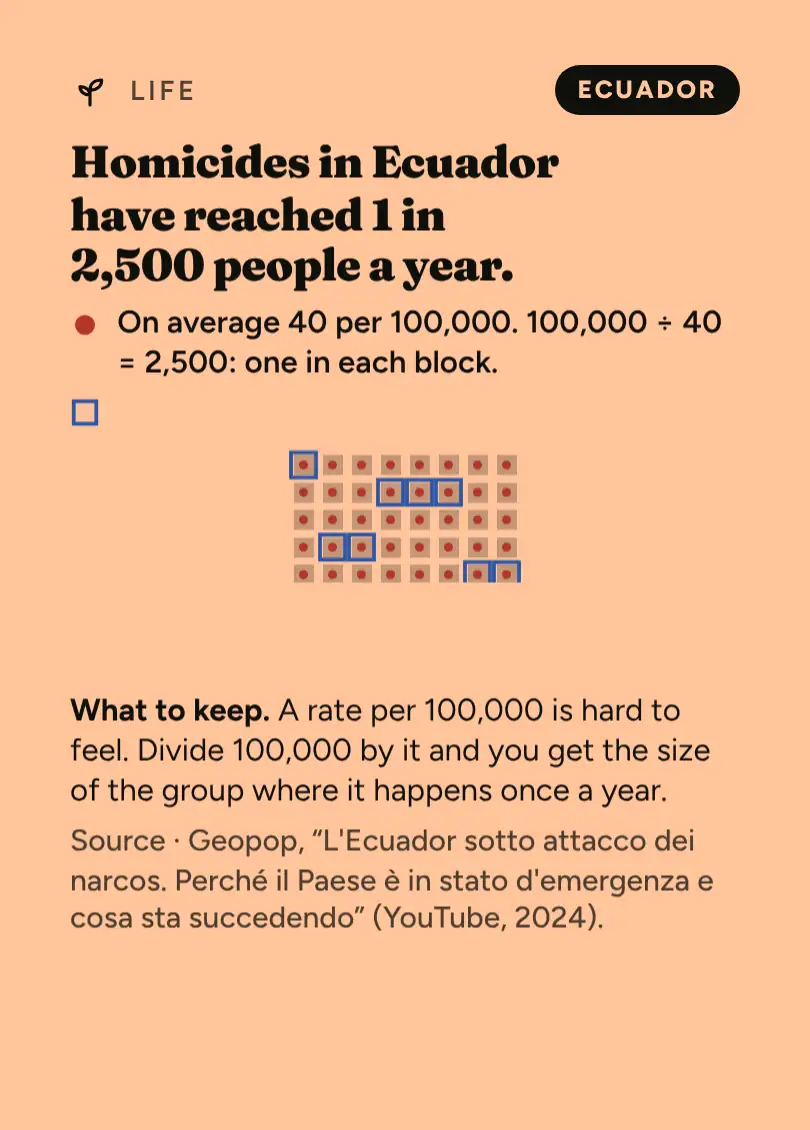 LIFE
ECUADOR
Homicides in Ecuador
have reached 1 in
2,500 people a year.
On average 40 per 100,000. 100,000 ÷ 40
= 2,500: one in each block.
What to keep. A rate per 100,000 is hard to
feel. Divide 100,000 by it and you get the size
of the group where it happens once a year.
Source · Geopop, “L'Ecuador sotto attacco dei
narcos. Perché il Paese è in stato d'emergenza e
cosa sta succedendo” (YouTube, 2024).